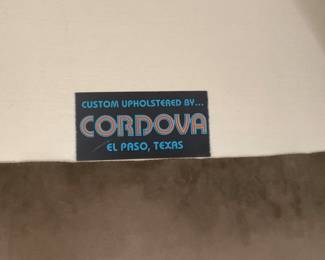 CUSTOM UPHOLSTERED BY...
CORDOVA
EL PASO, TEXAS